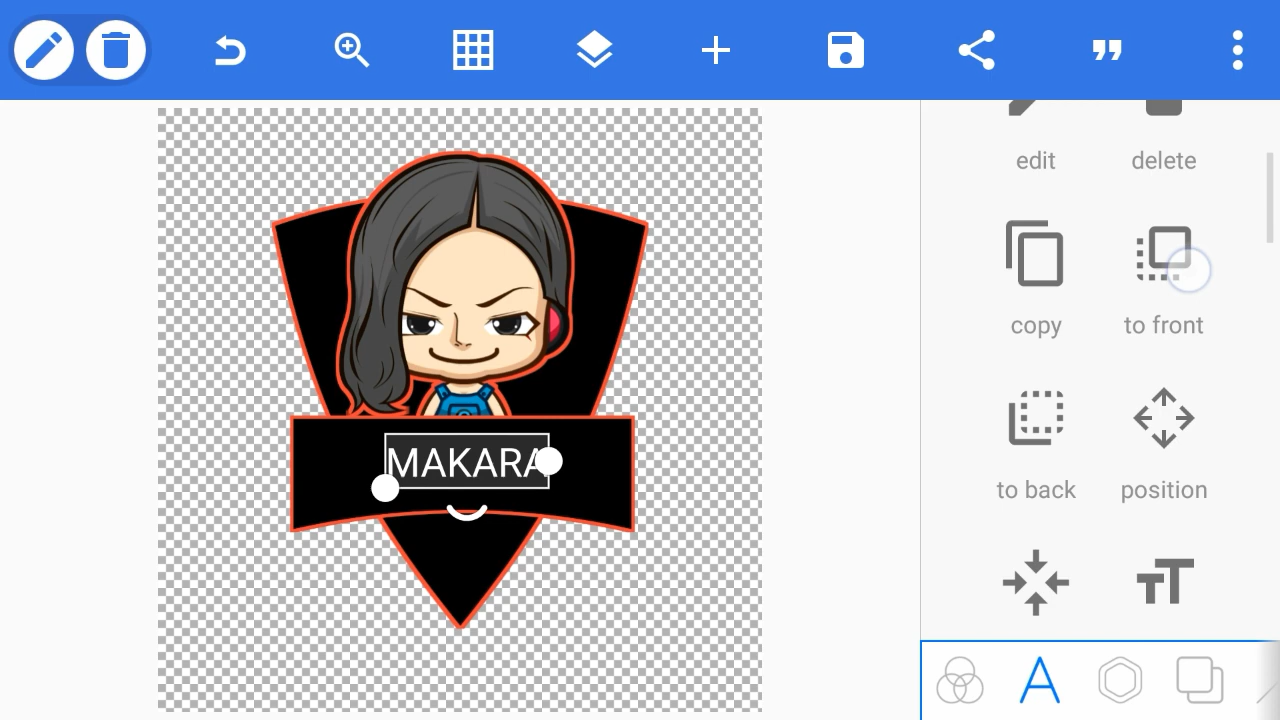 edit
delete
copy
to front
MAKARA
to back
position